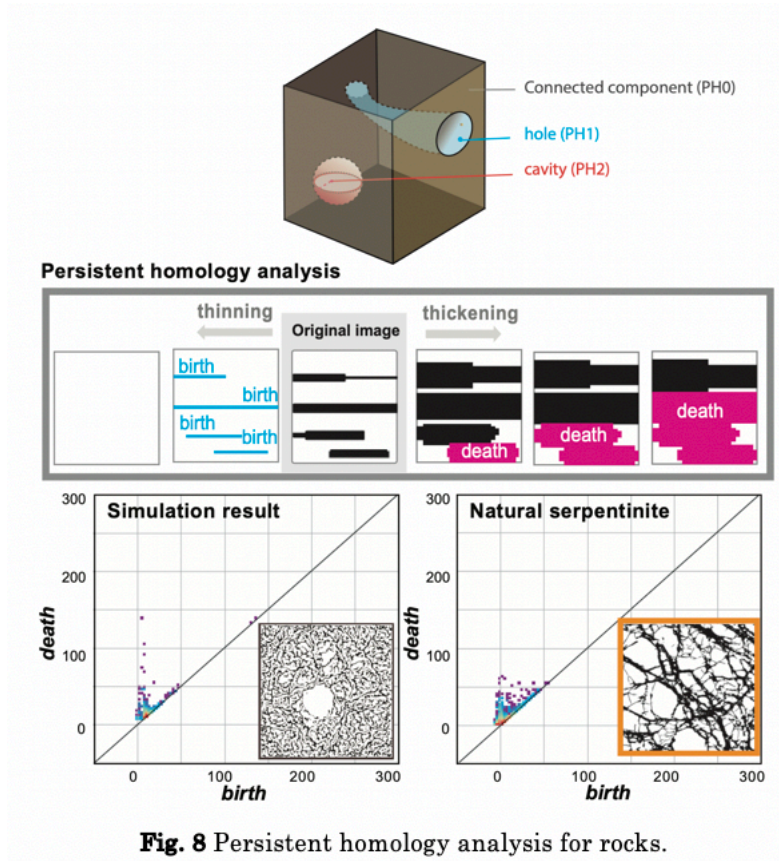 Connected component (PH0)
hole (PH1)
cavity (PH2)
Persistent homology analysis
thinning
Original image
thickening
birth
birth
birth
birth
death
death
death
300
200
100
0
death
Simulation result
0
100
200
300
birth
300
200
100
0
death
Natural serpentinite
0
100
200
300
birth
Fig. 8 Persistent homology analysis for rocks.